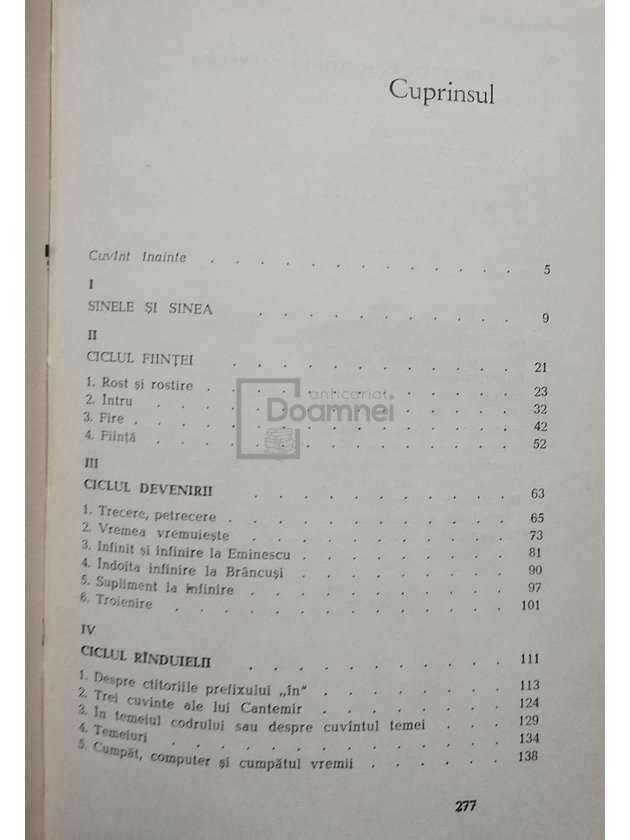 Cuprinsul
Cuvînt înainte . . . . . . . . . . . . . . 5
I
SINELE ȘI SINEA . . . . . . . . . . . 9
II
CICLUL FIINȚEI . . . . . . . . . . . . 21
1. Rost și rostire . . . . . . . . . . . . 23
2. Întru . . . . . . . . . . . . . . . 32
3. Fire . . . . . . . . . . . . . . . 42
4. Ființă . . . . . . . . . . . . . . 52
anticariat
Doamnei
III
CICLUL DEVENIRII . . . . . . . . . . . 63
1. Trecere, petrecere . . . . . . . . . . . . 65
2. Vremea vremuiește . . . . . . . . . . . 73
3. Infinit și infinire la Eminescu . . . . . . . . 81
4. Îndoita infinire la Brâncuși . . . . . . . . 90
5. Supliment la infinire . . . . . . . . . . 97
6. Troienire . . . . . . . . . . . . . . 101
IV
CICLUL RÎNDUIELII . . . . . . . . . . . 111
1. Despre ctitoriile prefixului „în“ . . . . . . . 113
2. Trei cuvinte ale lui Cantemir . . . . . . . . 124
3. În temeiul codrului sau despre cuvîntul temei . . . 129
4. Temeiuri . . . . . . . . . . . . . . 134
5. Cumpăt, computer și cumpătul vremii . . . . . . 138
277